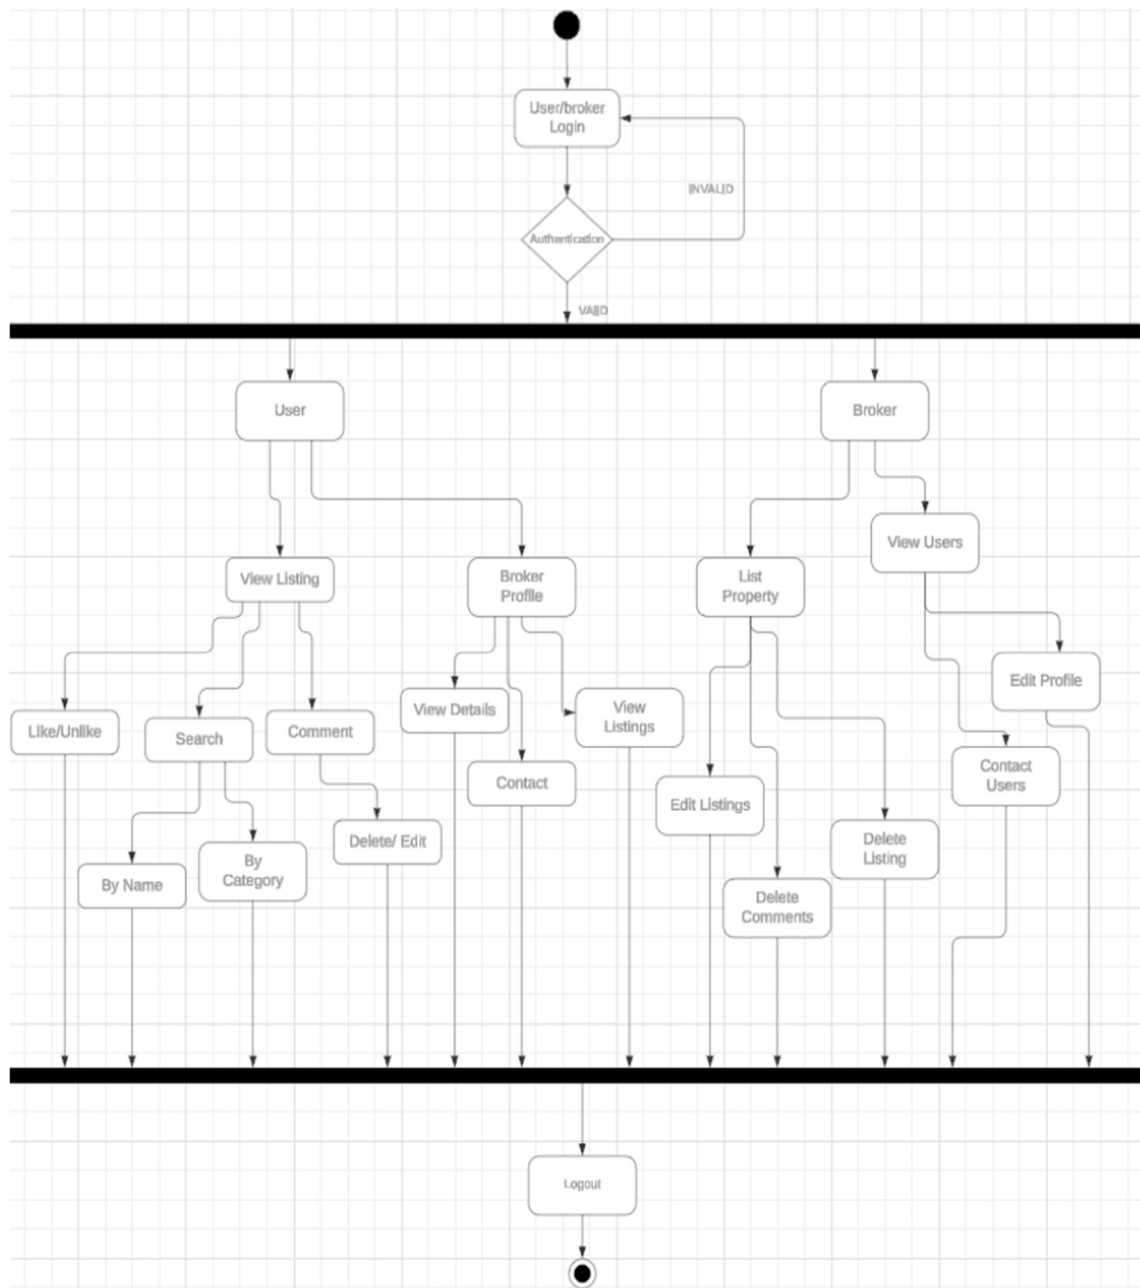 User/broker
Login
INVALID
Authentication
VALID
User
Broker
View Users
View Listing
Broker
Profile
List
Property
Edit Profile
LIke/Unlike
Search
Comment
View Details
View
Listings
Contact
Users
Contact
Edit Listings
Delete/ Edit
Delete
Listing
By Name
By
Category
Delete
Comments
Logout